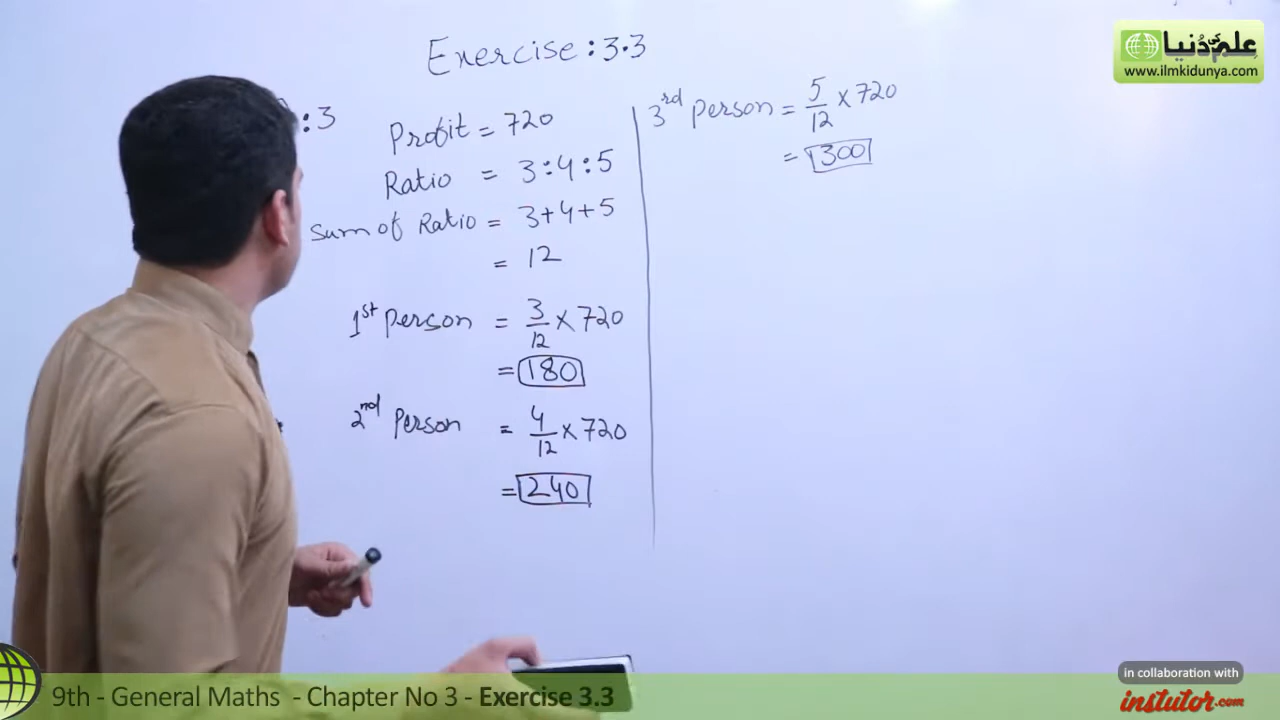 Exercise : 3.3
: 3
Profit = 720
Ratio = 3:4:5
Sum of Ratio = 3+4+5
= 12
1st person = 3/12 × 720
= 180
2nd Person = 4/12 × 720
= 240
3rd Person = 5/12 × 720
= 300
علم کی دُنیا
www.ilmkidunya.com
in collaboration with
instutor.com
9th - General Maths - Chapter No 3 - Exercise 3.3